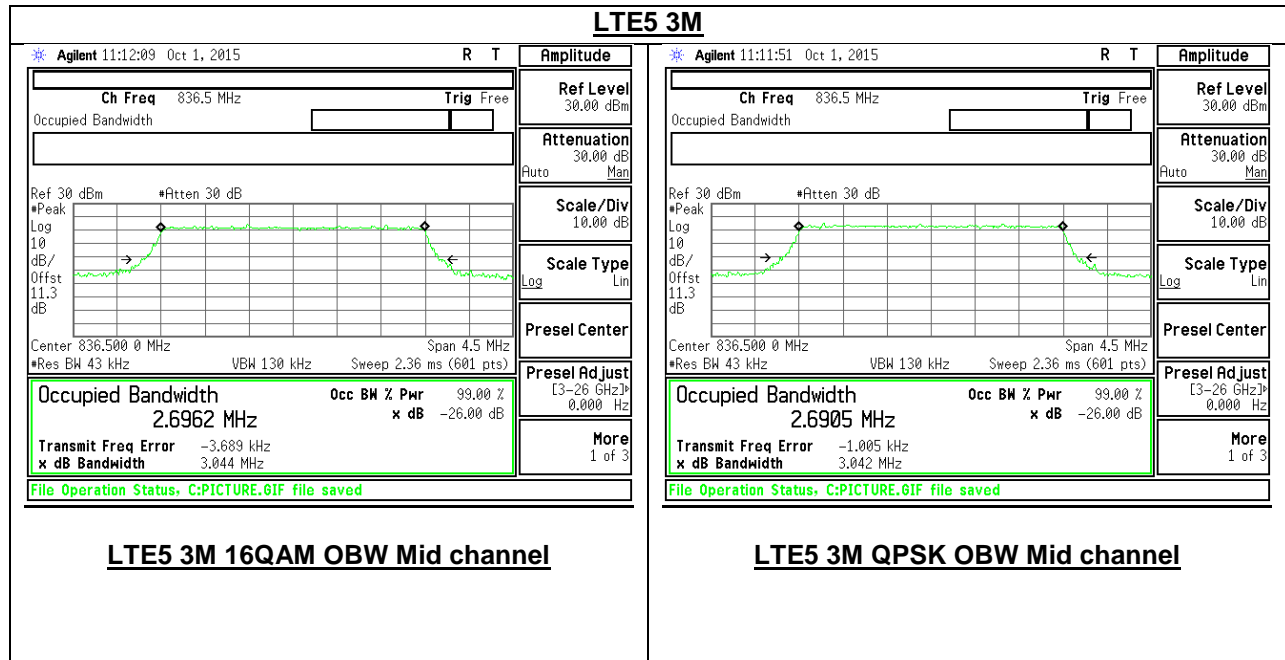 LTE5 3M
Agilent 11:12:09 Oct 1, 2015 R T
Amplitude
Ch Freq 836.5 MHz Trig Free
Occupied Bandwidth
Ref Level
30.00 dBm
Attenuation
30.00 dB
Auto Man
Ref 30 dBm #Atten 30 dB
#Peak
Log
10
dB/
Offst
11.3
dB
Scale/Div
10.00 dB
Scale Type
Log Lin
Presel Center
Center 836.500 0 MHz Span 4.5 MHz
#Res BW 43 kHz VBW 130 kHz Sweep 2.36 ms (601 pts)
Presel Adjust
[3-26 GHz]
0.000 Hz
Occupied Bandwidth Occ BW % Pwr 99.00 %
2.6962 MHz x dB -26.00 dB
Transmit Freq Error -3.689 kHz
x dB Bandwidth 3.044 MHz
More
1 of 3
File Operation Status, C:PICTURE.GIF file saved
LTE5 3M 16QAM OBW Mid channel
Agilent 11:11:51 Oct 1, 2015 R T
Amplitude
Ch Freq 836.5 MHz Trig Free
Occupied Bandwidth
Ref Level
30.00 dBm
Attenuation
30.00 dB
Auto Man
Ref 30 dBm #Atten 30 dB
#Peak
Log
10
dB/
Offst
11.3
dB
Scale/Div
10.00 dB
Scale Type
Log Lin
Presel Center
Center 836.500 0 MHz Span 4.5 MHz
#Res BW 43 kHz VBW 130 kHz Sweep 2.36 ms (601 pts)
Presel Adjust
[3-26 GHz]
0.000 Hz
Occupied Bandwidth Occ BW % Pwr 99.00 %
2.6905 MHz x dB -26.00 dB
Transmit Freq Error -1.005 kHz
x dB Bandwidth 3.042 MHz
More
1 of 3
File Operation Status, C:PICTURE.GIF file saved
LTE5 3M QPSK OBW Mid channel